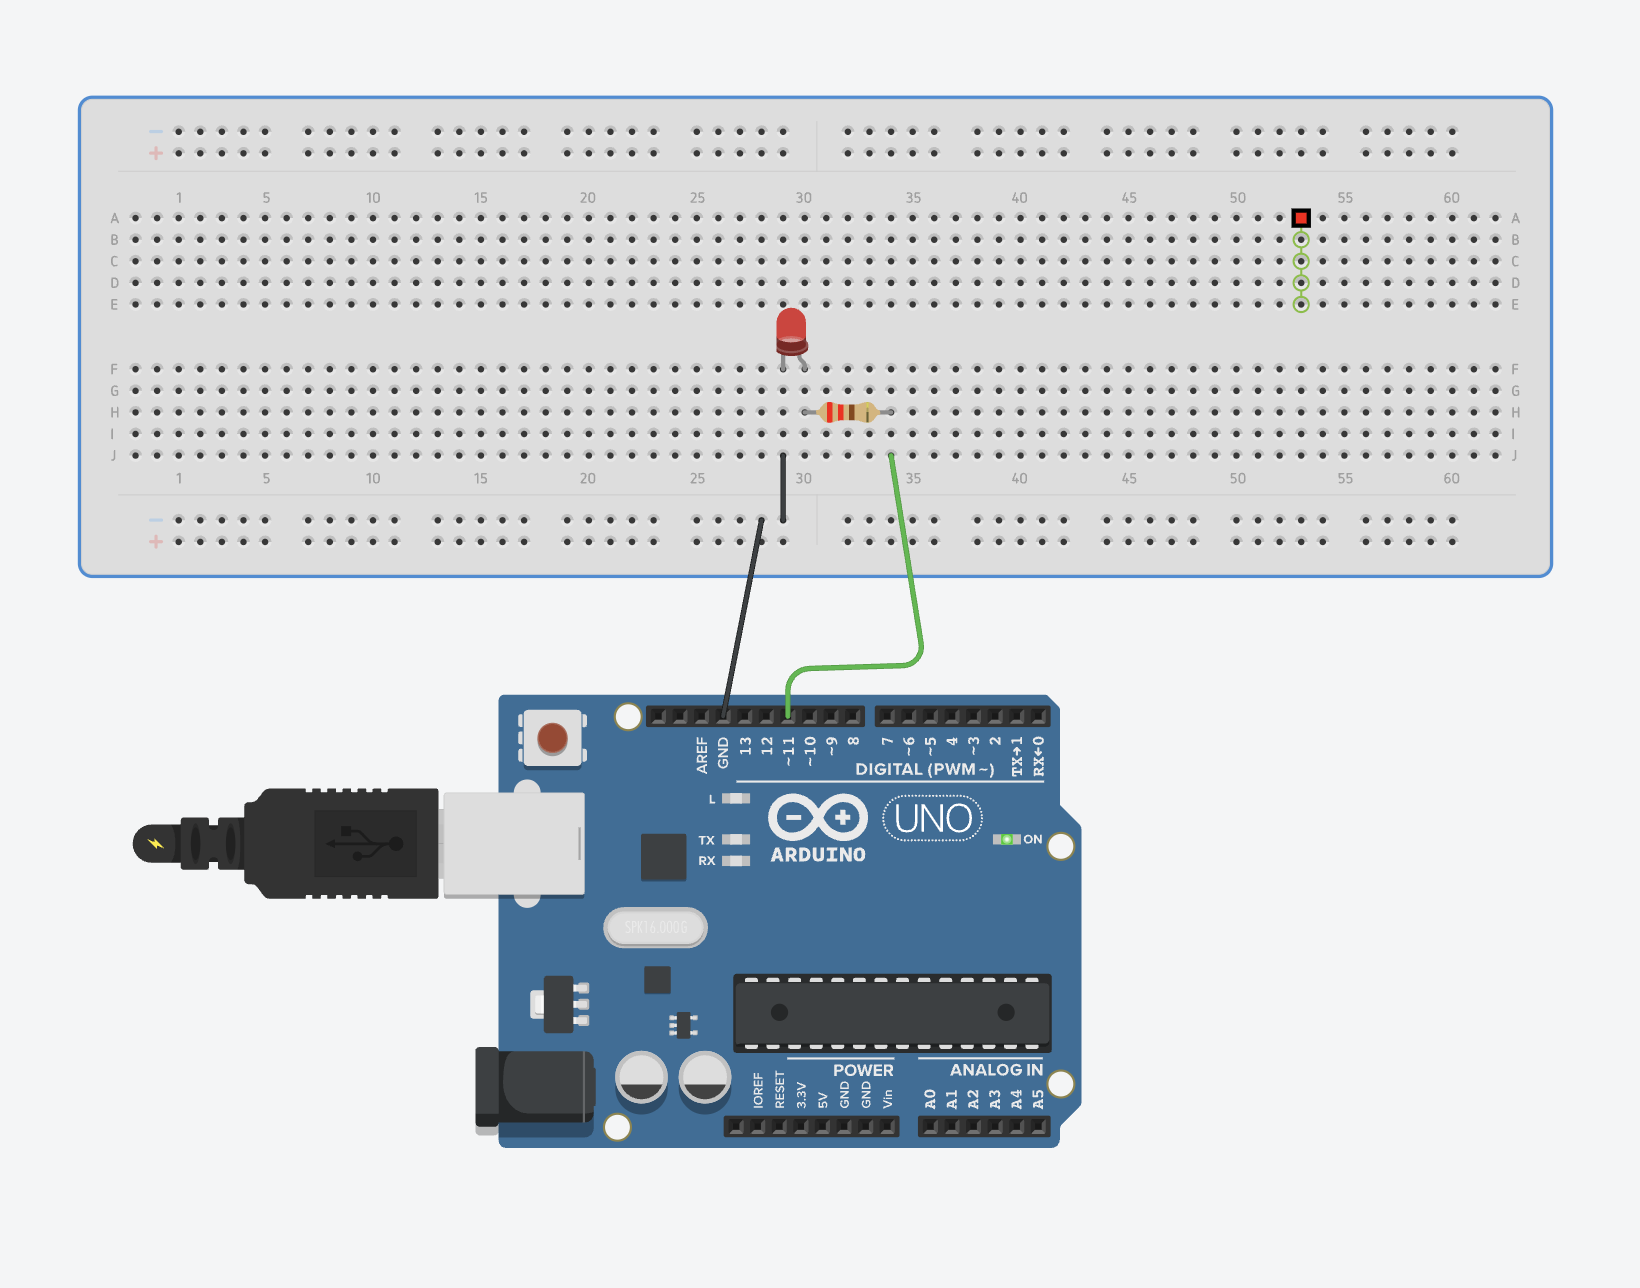 −
+
1 5 10 15 20 25 30 35 40 45 50 55 60
A A
B B
C C
D D
E E
F F
G G
H H
I I
J J
1 5 10 15 20 25 30 35 40 45 50 55 60
−
+
AREF GND 13 12 ~11 ~10 ~9 8 7 ~6 ~5 4 ~3 2 TX→1 RX←0
DIGITAL (PWM ~)
L
UNO
TX
ON
RX
ARDUINO
SPK16.000G
POWER
ANALOG IN
IOREF RESET 3.3V 5V GND GND Vin A0 A1 A2 A3 A4 A5